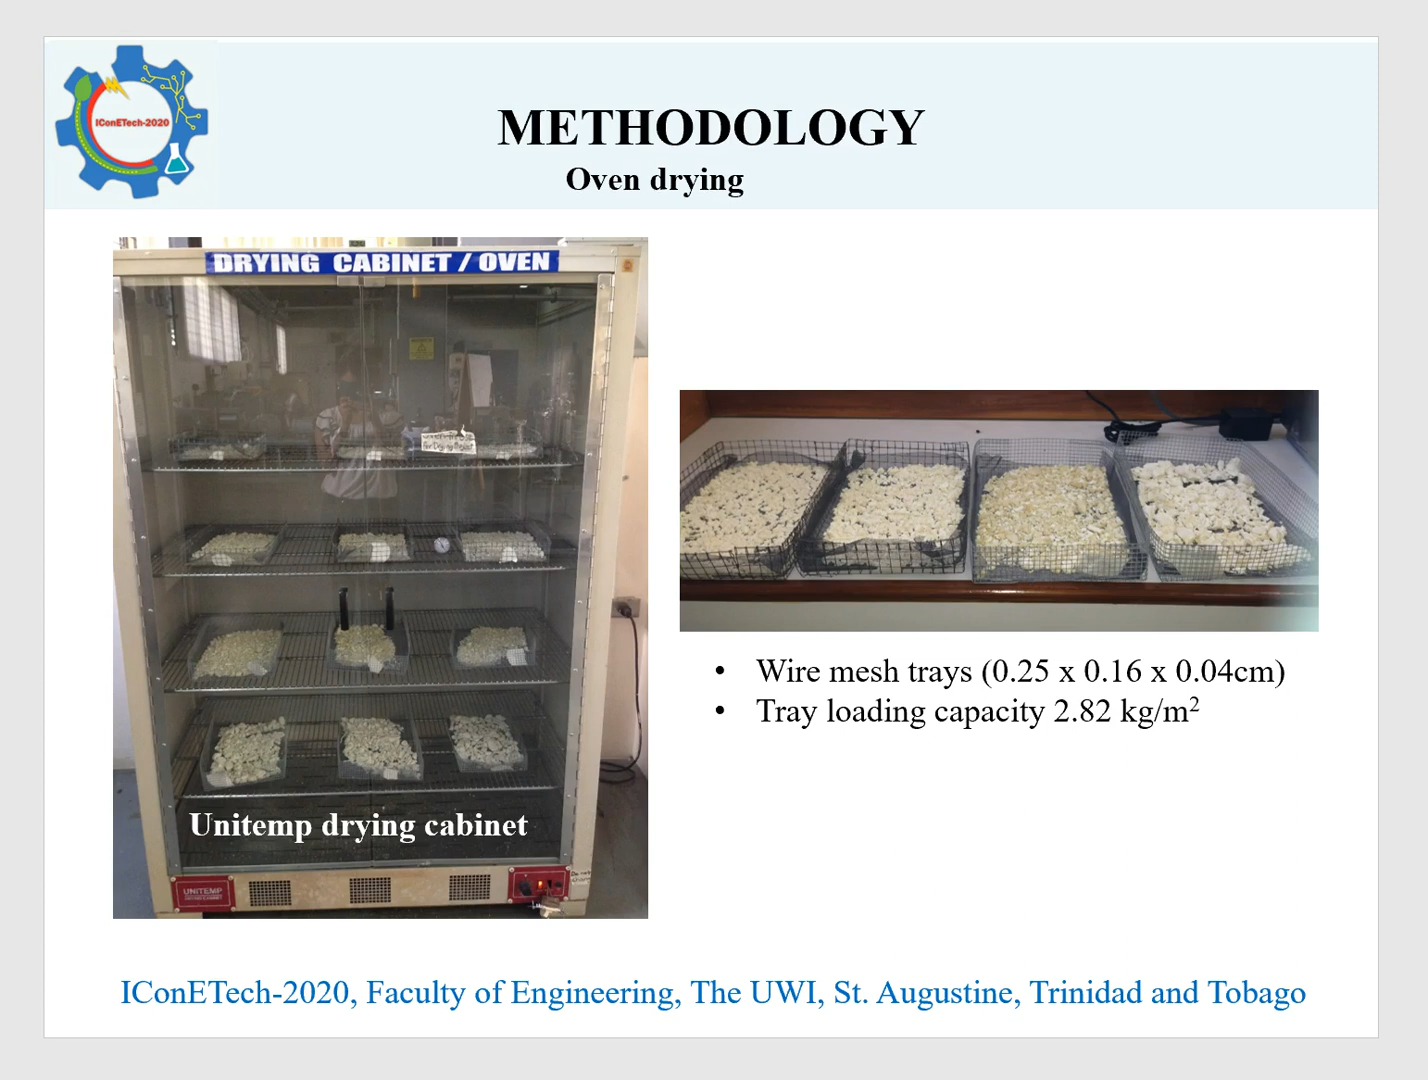 IConETech-2020
METHODOLOGY
Oven drying
DRYING CABINET / OVEN
Unitemp drying cabinet
UNITEMP
• Wire mesh trays (0.25 x 0.16 x 0.04cm)
• Tray loading capacity 2.82 kg/m²
IConETech-2020, Faculty of Engineering, The UWI, St. Augustine, Trinidad and Tobago